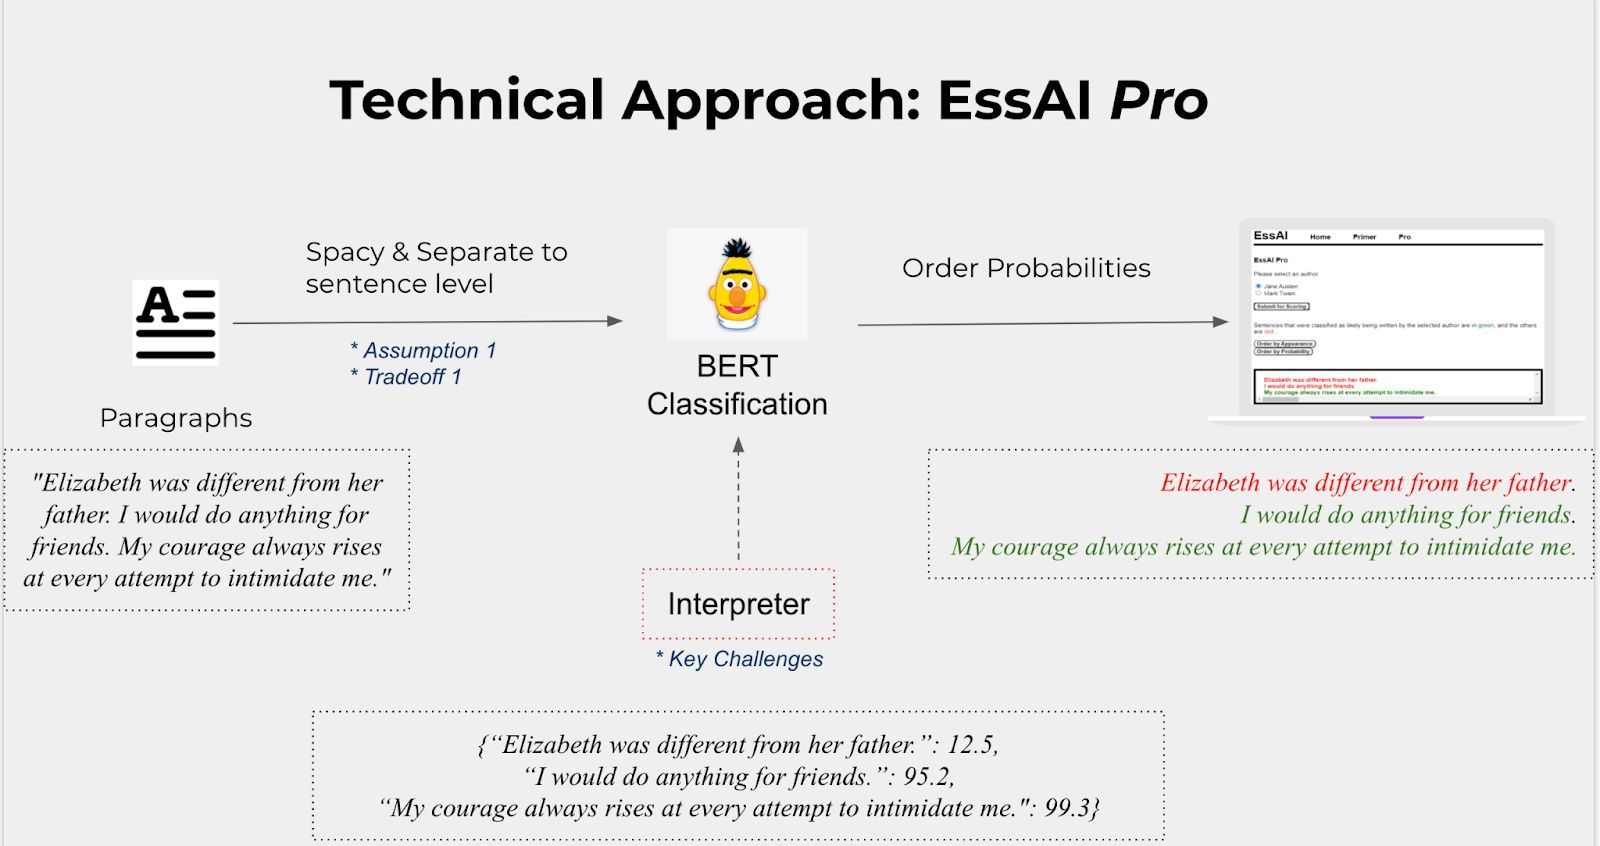 Technical Approach: EssAI Pro
Spacy & Separate to
sentence level
* Assumption 1
* Tradeoff 1
A
Paragraphs
"Elizabeth was different from her
father. I would do anything for
friends. My courage always rises
at every attempt to intimidate me."
BERT
Classification
Interpreter
* Key Challenges
{“Elizabeth was different from her father.”: 12.5,
“I would do anything for friends.”: 95.2,
“My courage always rises at every attempt to intimidate me.": 99.3}
Order Probabilities
EssAI Home Primer Pro
EssAI Pro
Please select an author.
Jane Austen
Mark Twain
Submit for Scoring
Sentences that were classified as likely being written by the selected author are in green, and the others
are red.
Order by Appearance
Order by Probability
Elizabeth was different from her father.
I would do anything for friends.
My courage always rises at every attempt to intimidate me.
Elizabeth was different from her father.
I would do anything for friends.
My courage always rises at every attempt to intimidate me.